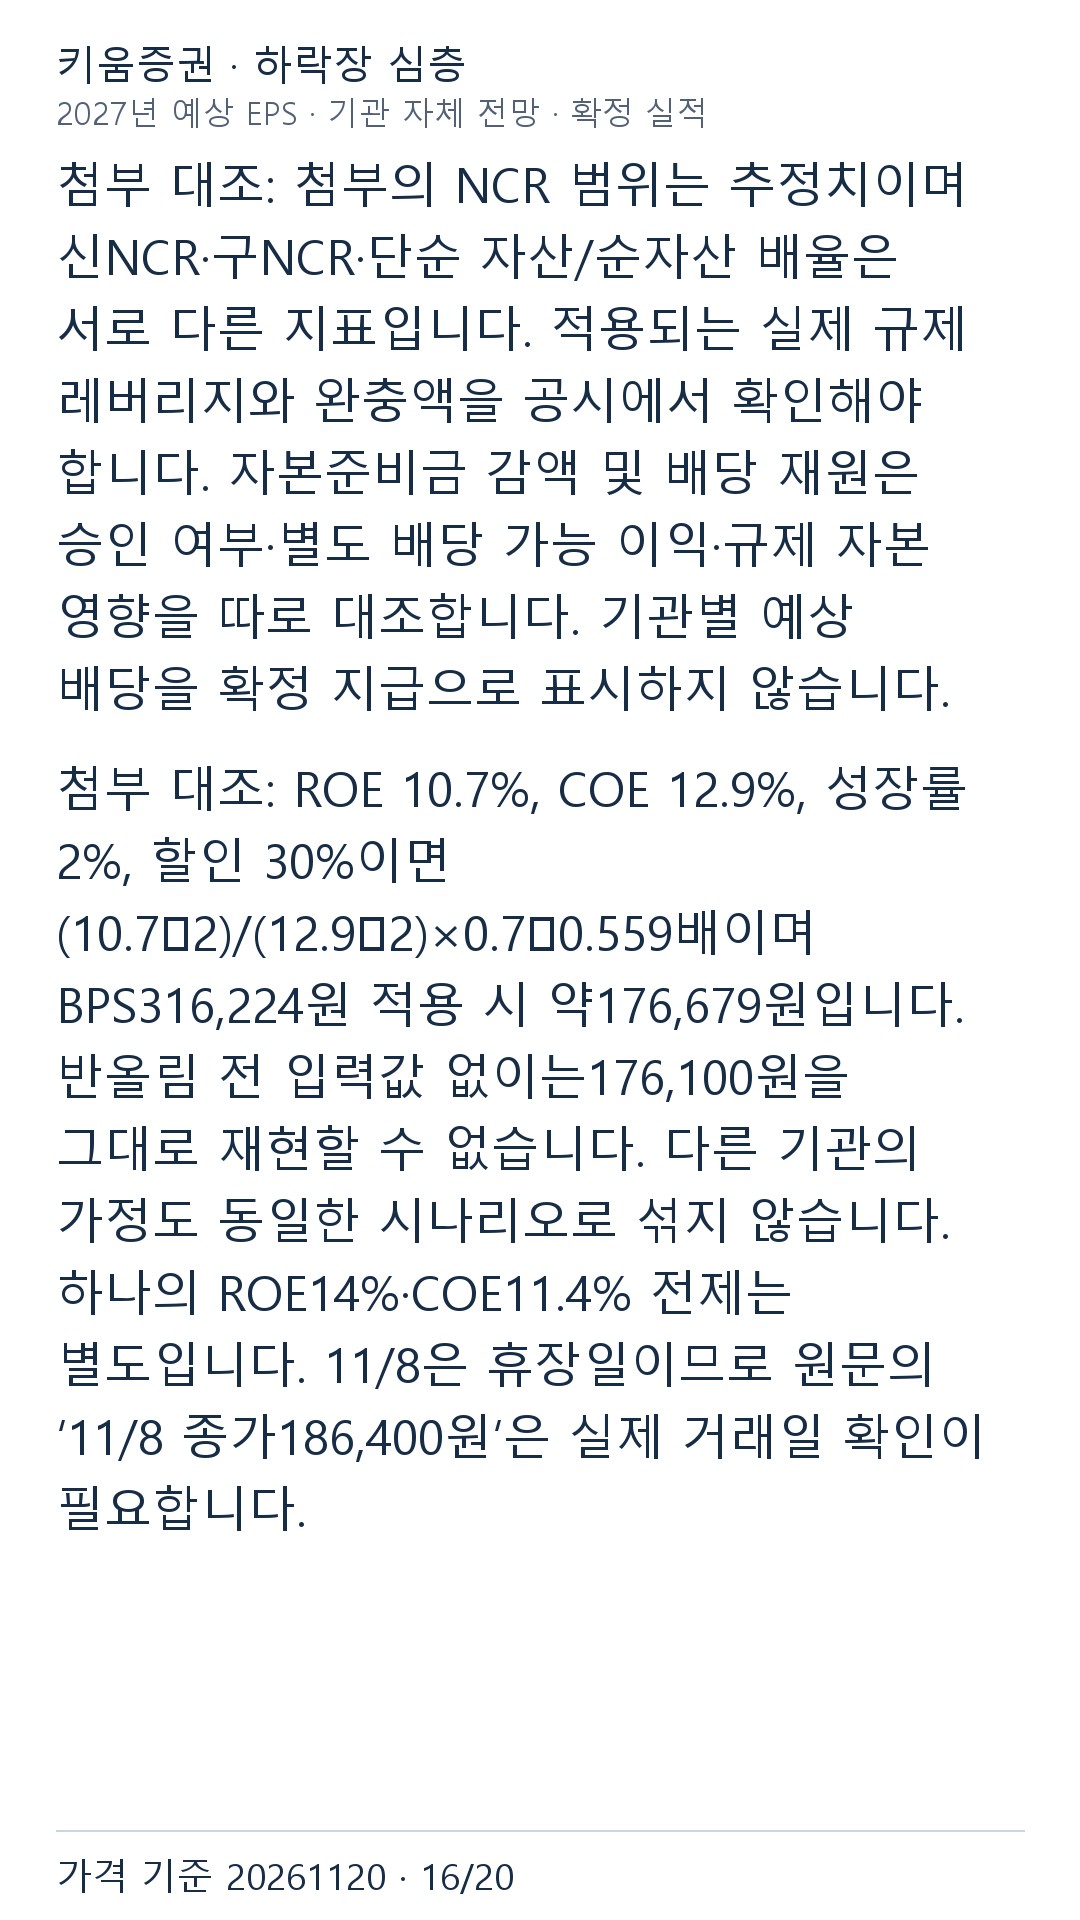 키움증권 · 하락장 심층
2027년 예상 EPS · 기관 자체 전망 · 확정 실적
첨부 대조: 첨부의 NCR 범위는 추정치이며
신NCR·구NCR·단순 자산/순자산 배율은
서로 다른 지표입니다. 적용되는 실제 규제
레버리지와 완충액을 공시에서 확인해야
합니다. 자본준비금 감액 및 배당 재원은
승인 여부·별도 배당 가능 이익·규제 자본
영향을 따로 대조합니다. 기관별 예상
배당을 확정 지급으로 표시하지 않습니다.
첨부 대조: ROE 10.7%, COE 12.9%, 성장률
2%, 할인 30%이면
(10.7□2)/(12.9□2)×0.7□0.559배이며
BPS316,224원 적용 시 약176,679원입니다.
반올림 전 입력값 없이는176,100원을
그대로 재현할 수 없습니다. 다른 기관의
가정도 동일한 시나리오로 섞지 않습니다.
하나의 ROE14%·COE11.4% 전제는
별도입니다. 11/8은 휴장일이므로 원문의
‘11/8 종가186,400원’은 실제 거래일 확인이
필요합니다.
가격 기준 20261120 · 16/20